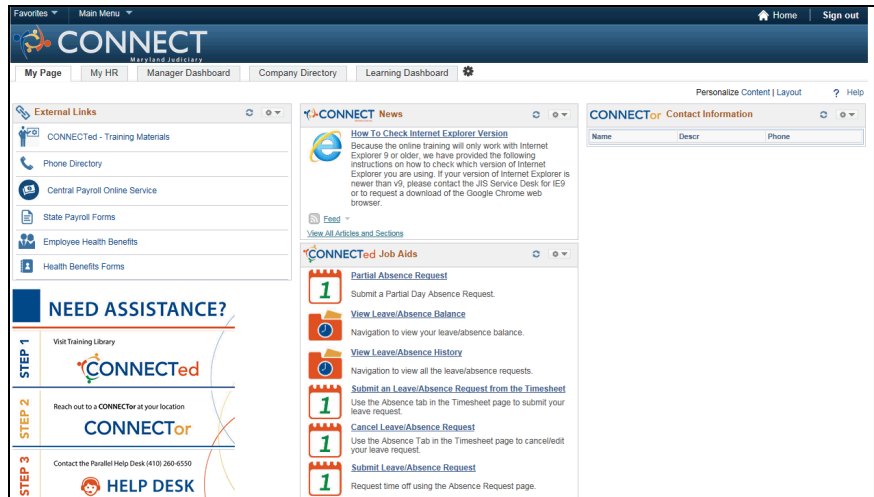 Favorites Main Menu Home Sign out
CONNECT
Maryland Judiciary
My Page My HR Manager Dashboard Company Directory Learning Dashboard
Personalize Content | Layout ? Help
External Links
CONNECTed - Training Materials
Phone Directory
Central Payroll Online Service
State Payroll Forms
Employee Health Benefits
Health Benefits Forms
NEED ASSISTANCE?
STEP 1
Visit Training Library
CONNECTed
STEP 2
Reach out to a CONNECTor at your location
CONNECTor
STEP 3
Contact the Parallel Help Desk (410) 260-6550
HELP DESK
CONNECT News
How To Check Internet Explorer Version
Because the online training will only work with Internet
Explorer 9 or older, we have provided the following
instructions on how to check which version of Internet
Explorer you are using. If your version of Internet Explorer is
newer than v9, please contact the JIS Service Desk for IE9
or to request a download of the Google Chrome web
browser.
Feed
View All Articles and Sections
CONNECTed Job Aids
1
Partial Absence Request
Submit a Partial Day Absence Request.
View Leave/Absence Balance
Navigation to view your leave/absence balance.
View Leave/Absence History
Navigation to view all the leave/absence requests.
1
Submit an Leave/Absence Request from the Timesheet
Use the Absence tab in the Timesheet page to submit your
leave request.
1
Cancel Leave/Absence Request
Use the Absence Tab in the Timesheet page to cancel/edit
your leave request.
1
Submit Leave/Absence Request
Request time off using the Absence Request page.
CONNECTor Contact Information
Name Descr Phone